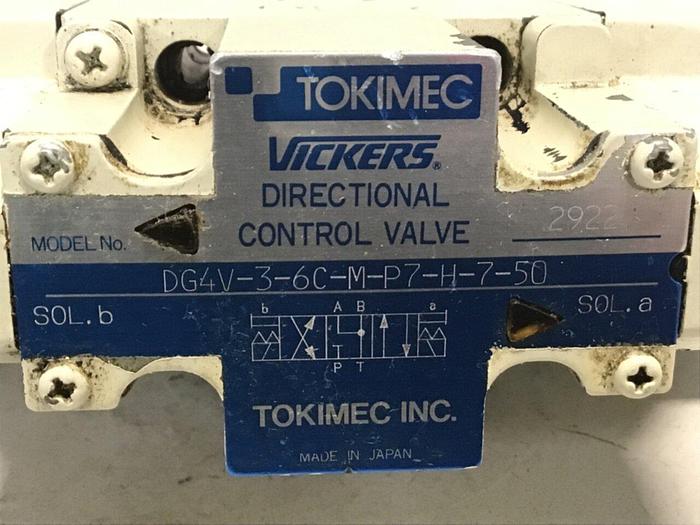 TOKIMEC
VICKERS®
DIRECTIONAL
CONTROL VALVE
MODEL No.
DG4V-3-6C-M-P7-H-7-50
SOL.b
SOL.a
b A B a
T
P T
TOKIMEC INC.
MADE IN JAPAN